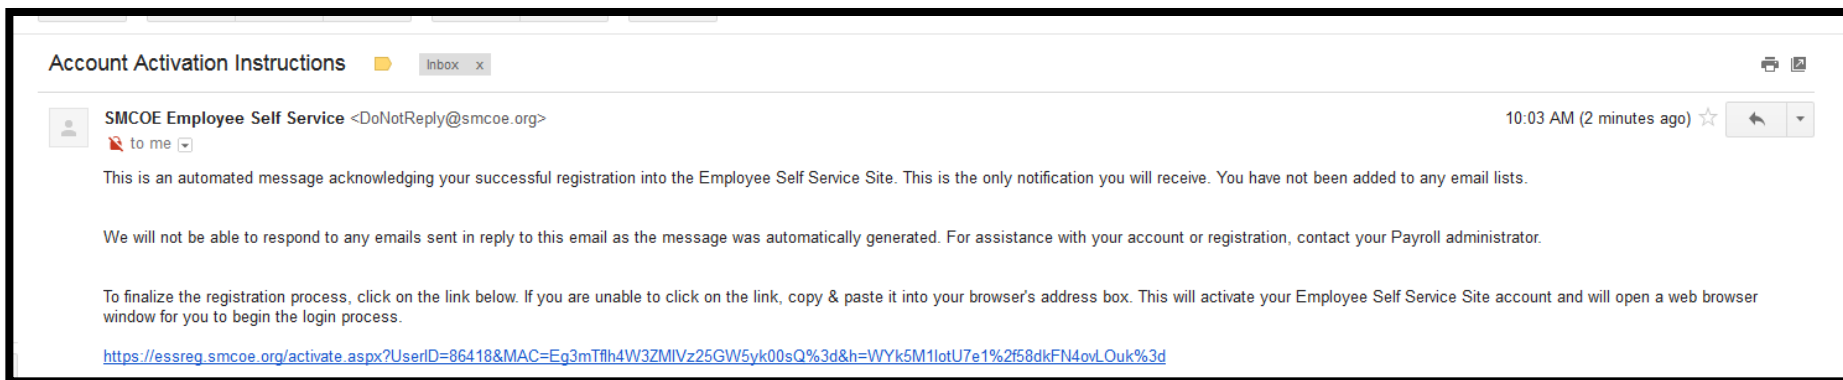 Account Activation Instructions Inbox x
SMCOE Employee Self Service <DoNotReply@smcoe.org> 10:03 AM (2 minutes ago)
to me
This is an automated message acknowledging your successful registration into the Employee Self Service Site. This is the only notification you will receive. You have not been added to any email lists.
We will not be able to respond to any emails sent in reply to this email as the message was automatically generated. For assistance with your account or registration, contact your Payroll administrator.
To finalize the registration process, click on the link below. If you are unable to click on the link, copy & paste it into your browser's address box. This will activate your Employee Self Service Site account and will open a web browser
window for you to begin the login process.
https://essreg.smcoe.org/activate.aspx?UserID=86418&MAC=Eg3mTflh4W3ZMIVz25GW5yk00sQ%3d&h=WYk5M1lotU7e1%2f58dkFN4ovLOuk%3d